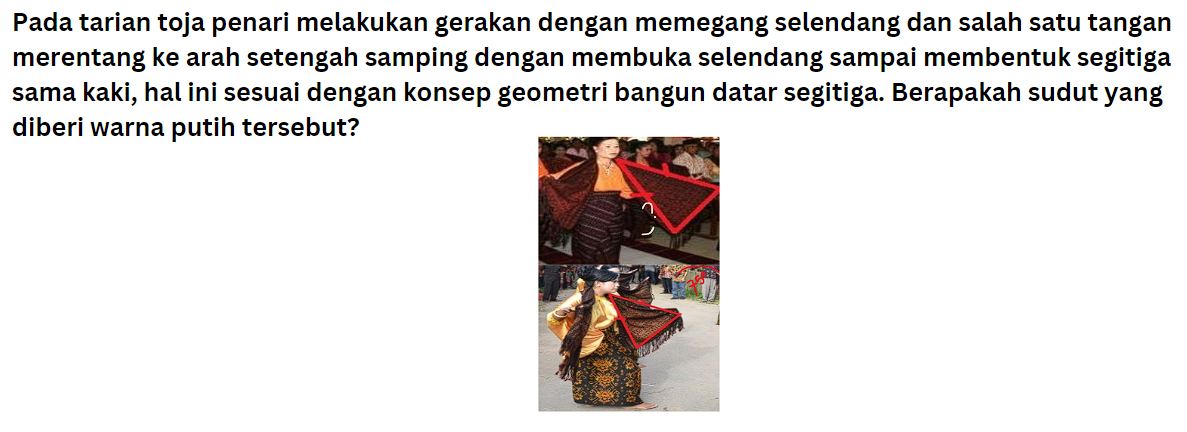 Pada tarian toja penari melakukan gerakan dengan memegang selendang dan salah satu tangan
merentang ke arah setengah samping dengan membuka selendang sampai membentuk segitiga
sama kaki, hal ini sesuai dengan konsep geometri bangun datar segitiga. Berapakah sudut yang
diberi warna putih tersebut?